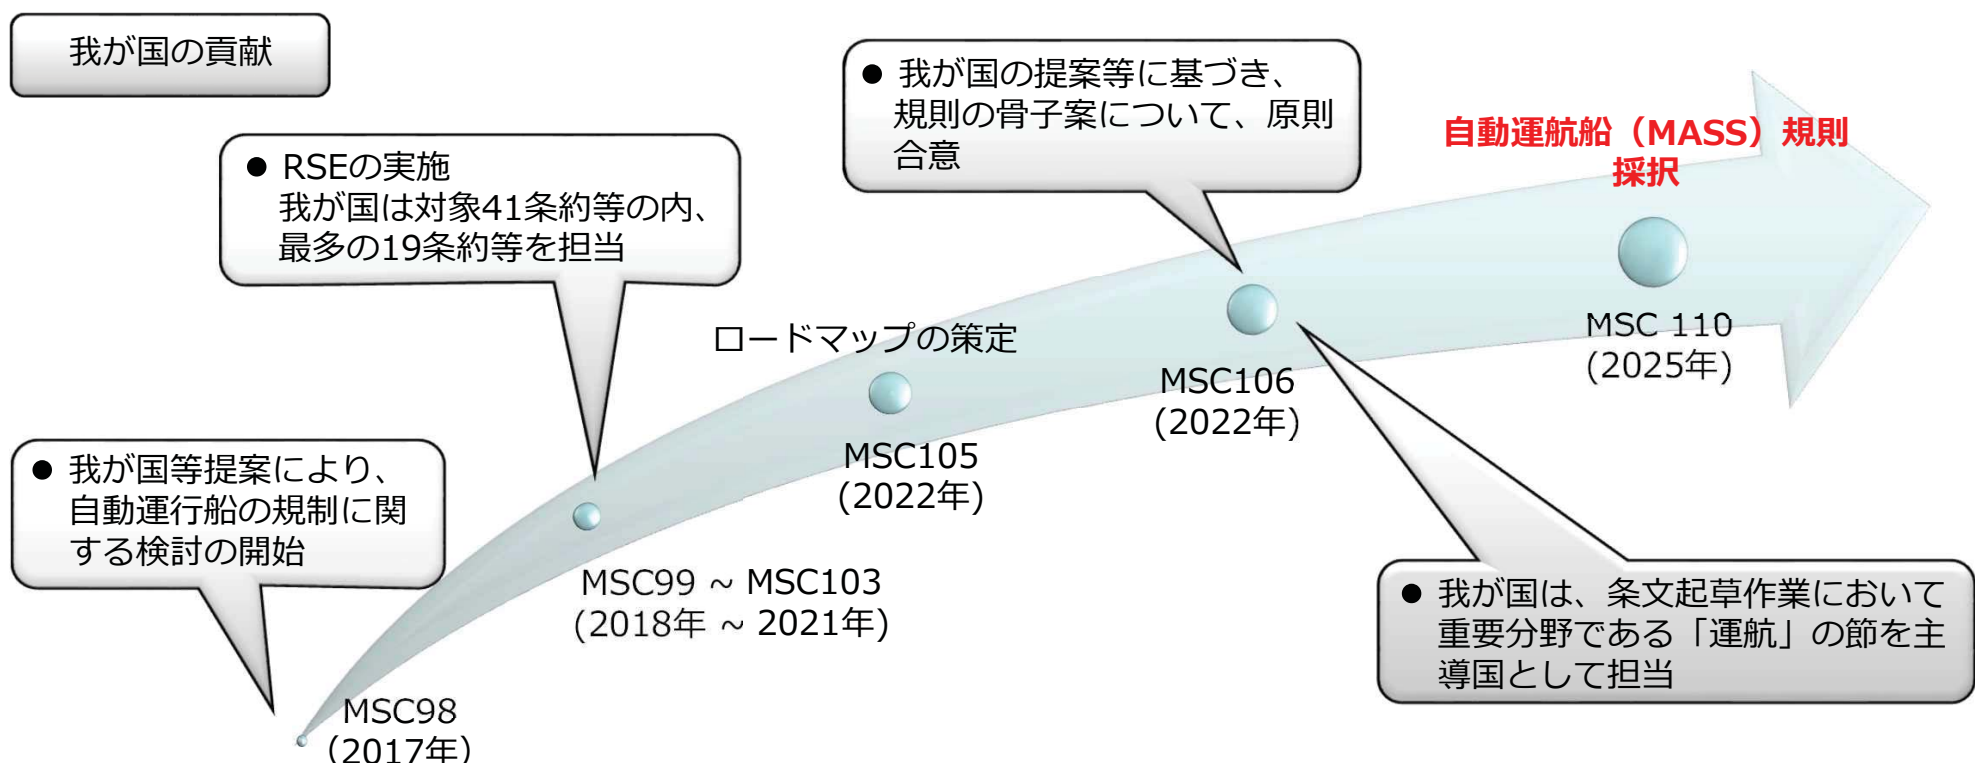 我が国の貢献
● 我が国の提案等に基づき、
規則の骨子案について、原則
合意
自動運航船（MASS）規則
採択
● RSEの実施
我が国は対象41条約等の内、
最多の19条約等を担当
ロードマップの策定
MSC 110
(2025年)
MSC106
(2022年)
MSC105
(2022年)
● 我が国等提案により、
自動運行船の規制に関
する検討の開始
MSC99 ~ MSC103
(2018年 ~ 2021年)
● 我が国は、条文起草作業において
重要分野である「運航」の節を主
導国として担当
MSC98
（2017年）